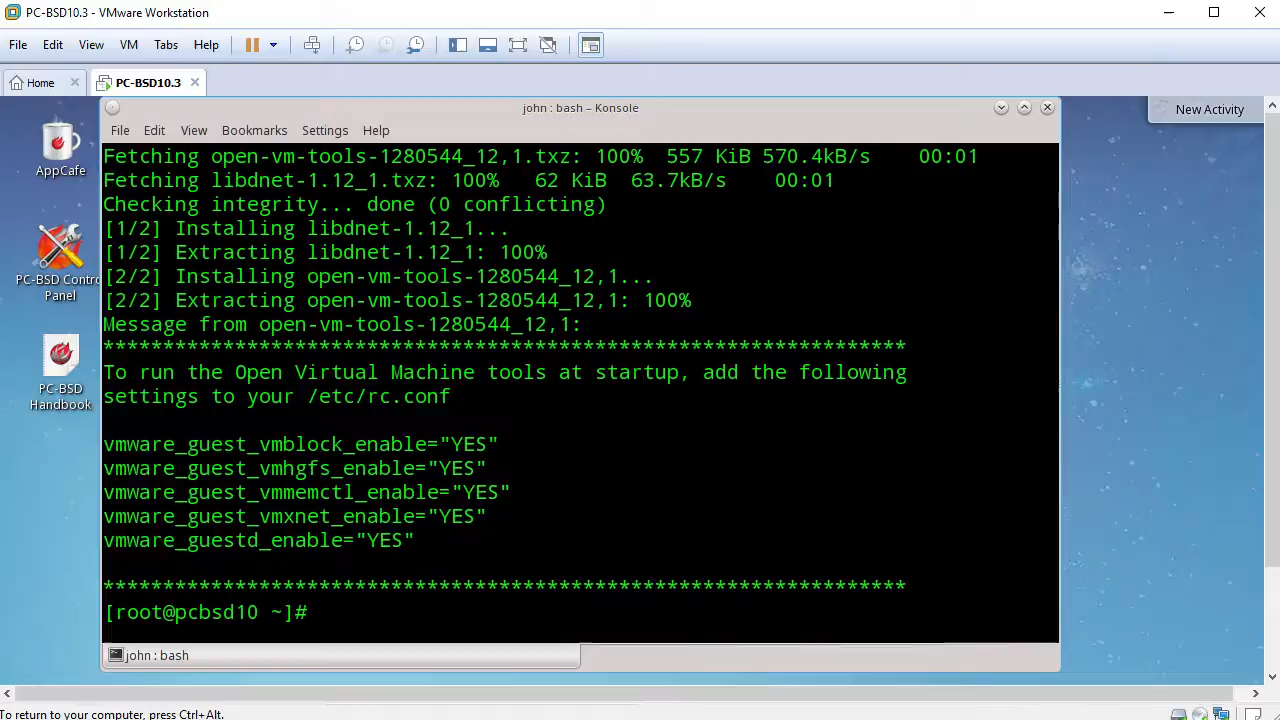 PC-BSD10.3 - VMware Workstation
File Edit View VM Tabs Help
Home
PC-BSD10.3
john : bash – Konsole
New Activity
File Edit View Bookmarks Settings Help
AppCafe
PC-BSD Contro
Panel
PC-BSD
Handbook
Fetching open-vm-tools-1280544_12,1.txz: 100%  557 KiB 570.4kB/s    00:01
Fetching libdnet-1.12_1.txz: 100%   62 KiB  63.7kB/s    00:01
Checking integrity... done (0 conflicting)
[1/2] Installing libdnet-1.12_1...
[1/2] Extracting libdnet-1.12_1: 100%
[2/2] Installing open-vm-tools-1280544_12,1...
[2/2] Extracting open-vm-tools-1280544_12,1: 100%
Message from open-vm-tools-1280544_12,1:
*******************************************************************
To run the Open Virtual Machine tools at startup, add the following
settings to your /etc/rc.conf
vmware_guest_vmblock_enable="YES"
vmware_guest_vmhgfs_enable="YES"
vmware_guest_vmmemctl_enable="YES"
vmware_guest_vmxnet_enable="YES"
vmware_guestd_enable="YES"
*******************************************************************
[root@pcbsd10 ~]#
john : bash
To return to your computer, press Ctrl+Alt.